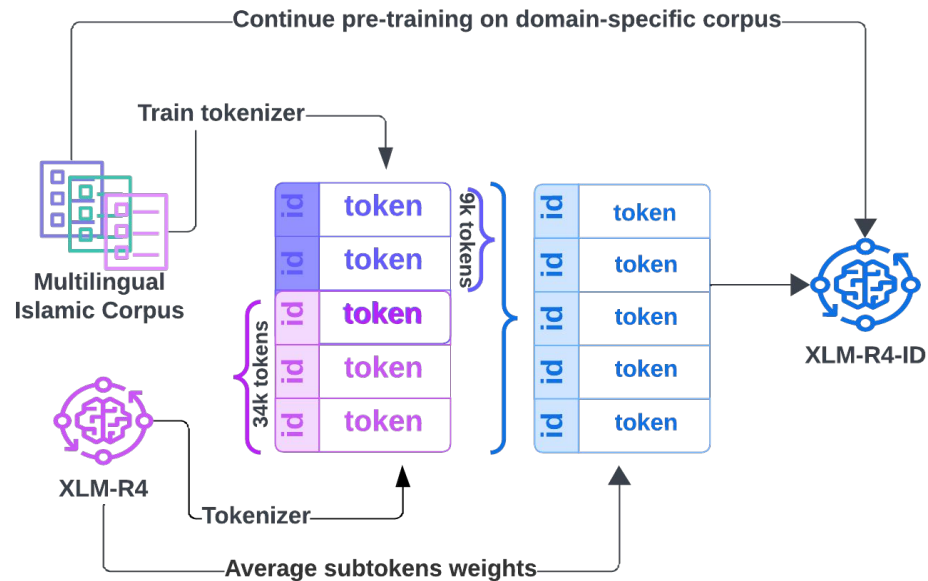 Continue pre-training on domain-specific corpus
Train tokenizer
Multilingual
Islamic Corpus
id token
id token
id token
id token
id token
9k tokens
34k tokens
id token
id token
id token
id token
id token
XLM-R4-ID
XLM-R4
Tokenizer
Average subtokens weights